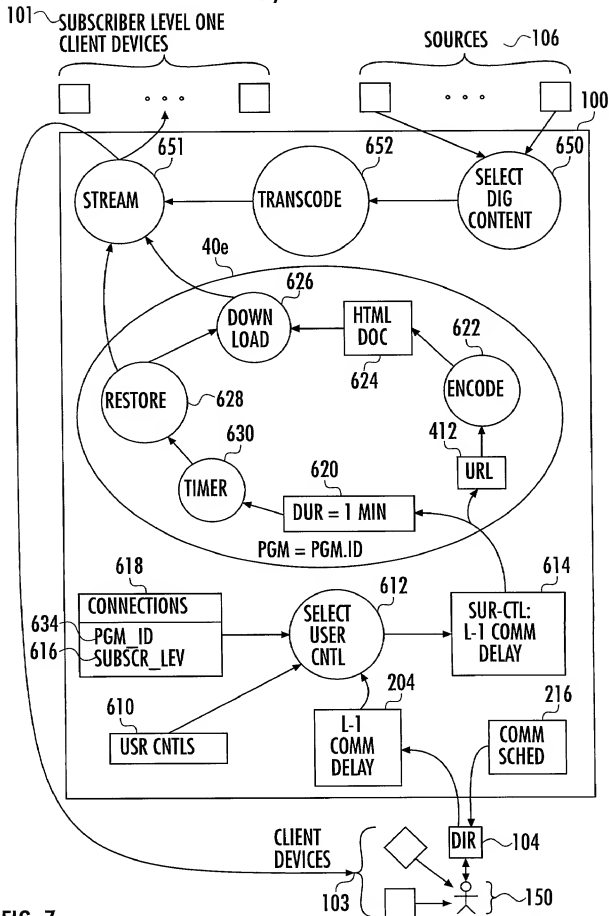 101
SUBSCRIBER LEVEL ONE
CLIENT DEVICES
SOURCES
106
100
651
652
650
STREAM
TRANSCODE
SELECT
DIG
CONTENT
40e
626
DOWN
LOAD
HTML
DOC
624
622
ENCODE
RESTORE
628
630
TIMER
412
URL
620
DUR = 1 MIN
PGM = PGM.ID
618
CONNECTIONS
634
PGM_ID
616
SUBSCR_LEV
612
SELECT
USER
CNTL
614
SUR-CTL:
L-1 COMM
DELAY
610
USR CNTLS
204
L-1
COMM
DELAY
216
COMM
SCHED
CLIENT
DEVICES
103
DIR
104
150
FIG. 7